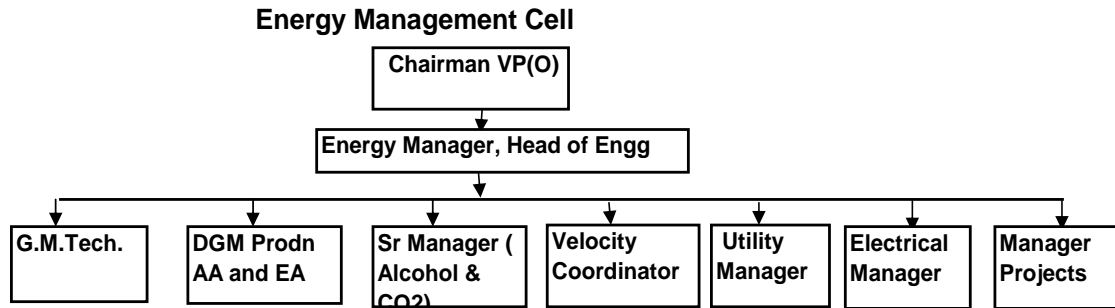 Energy Management Cell
Chairman VP(O)
Energy Manager, Head of Engg
G.M.Tech.
DGM Prodn
AA and EA
Sr Manager (
Alcohol &
CO2)
Velocity
Coordinator
Utility
Manager
Electrical
Manager
Manager
Projects